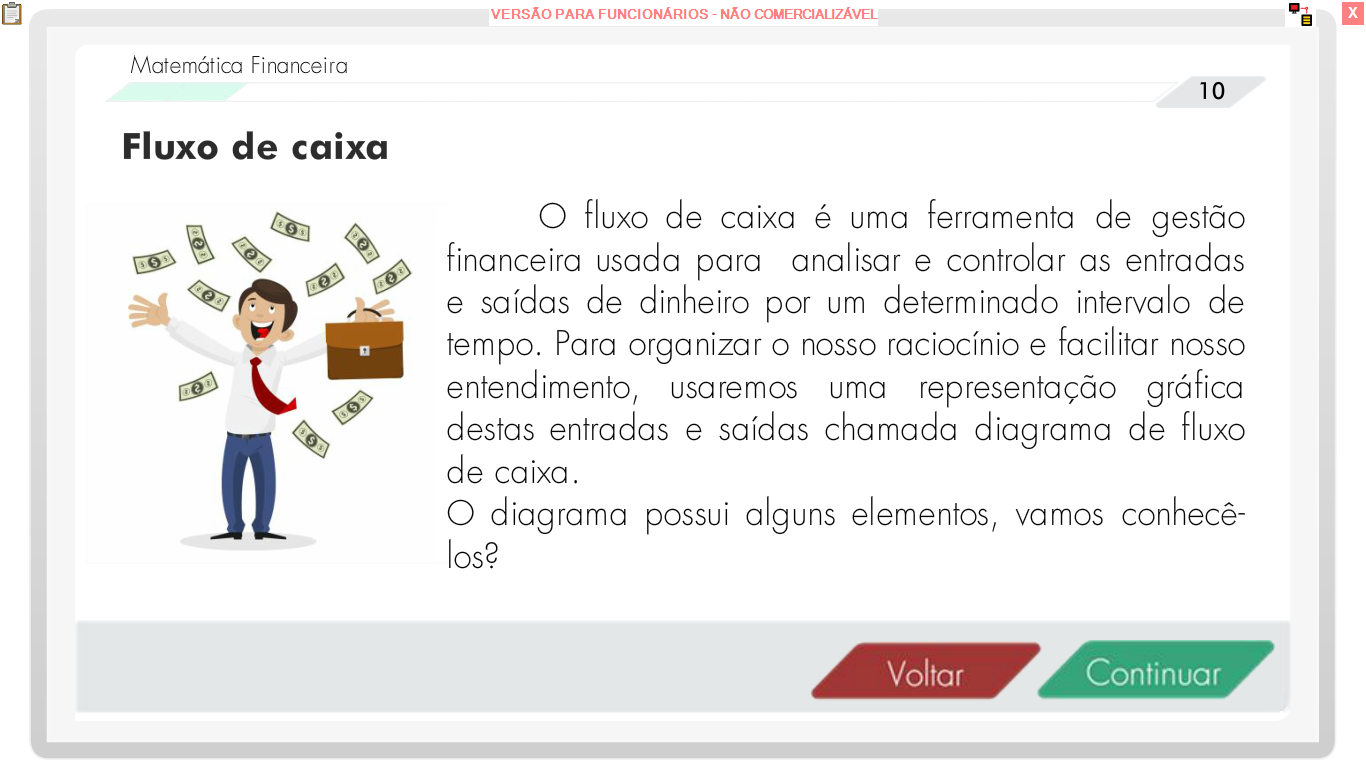 VERSÃO PARA FUNCIONÁRIOS - NÃO COMERCIALIZÁVEL
X
Matemática Financeira
10
Fluxo de caixa
O fluxo de caixa é uma ferramenta de gestão
financeira usada para analisar e controlar as entradas
e saídas de dinheiro por um determinado intervalo de
tempo. Para organizar o nosso raciocínio e facilitar nosso
entendimento, usaremos uma representação gráfica
destas entradas e saídas chamada diagrama de fluxo
de caixa.
O diagrama possui alguns elementos, vamos conhecê-
los?
Voltar
Continuar